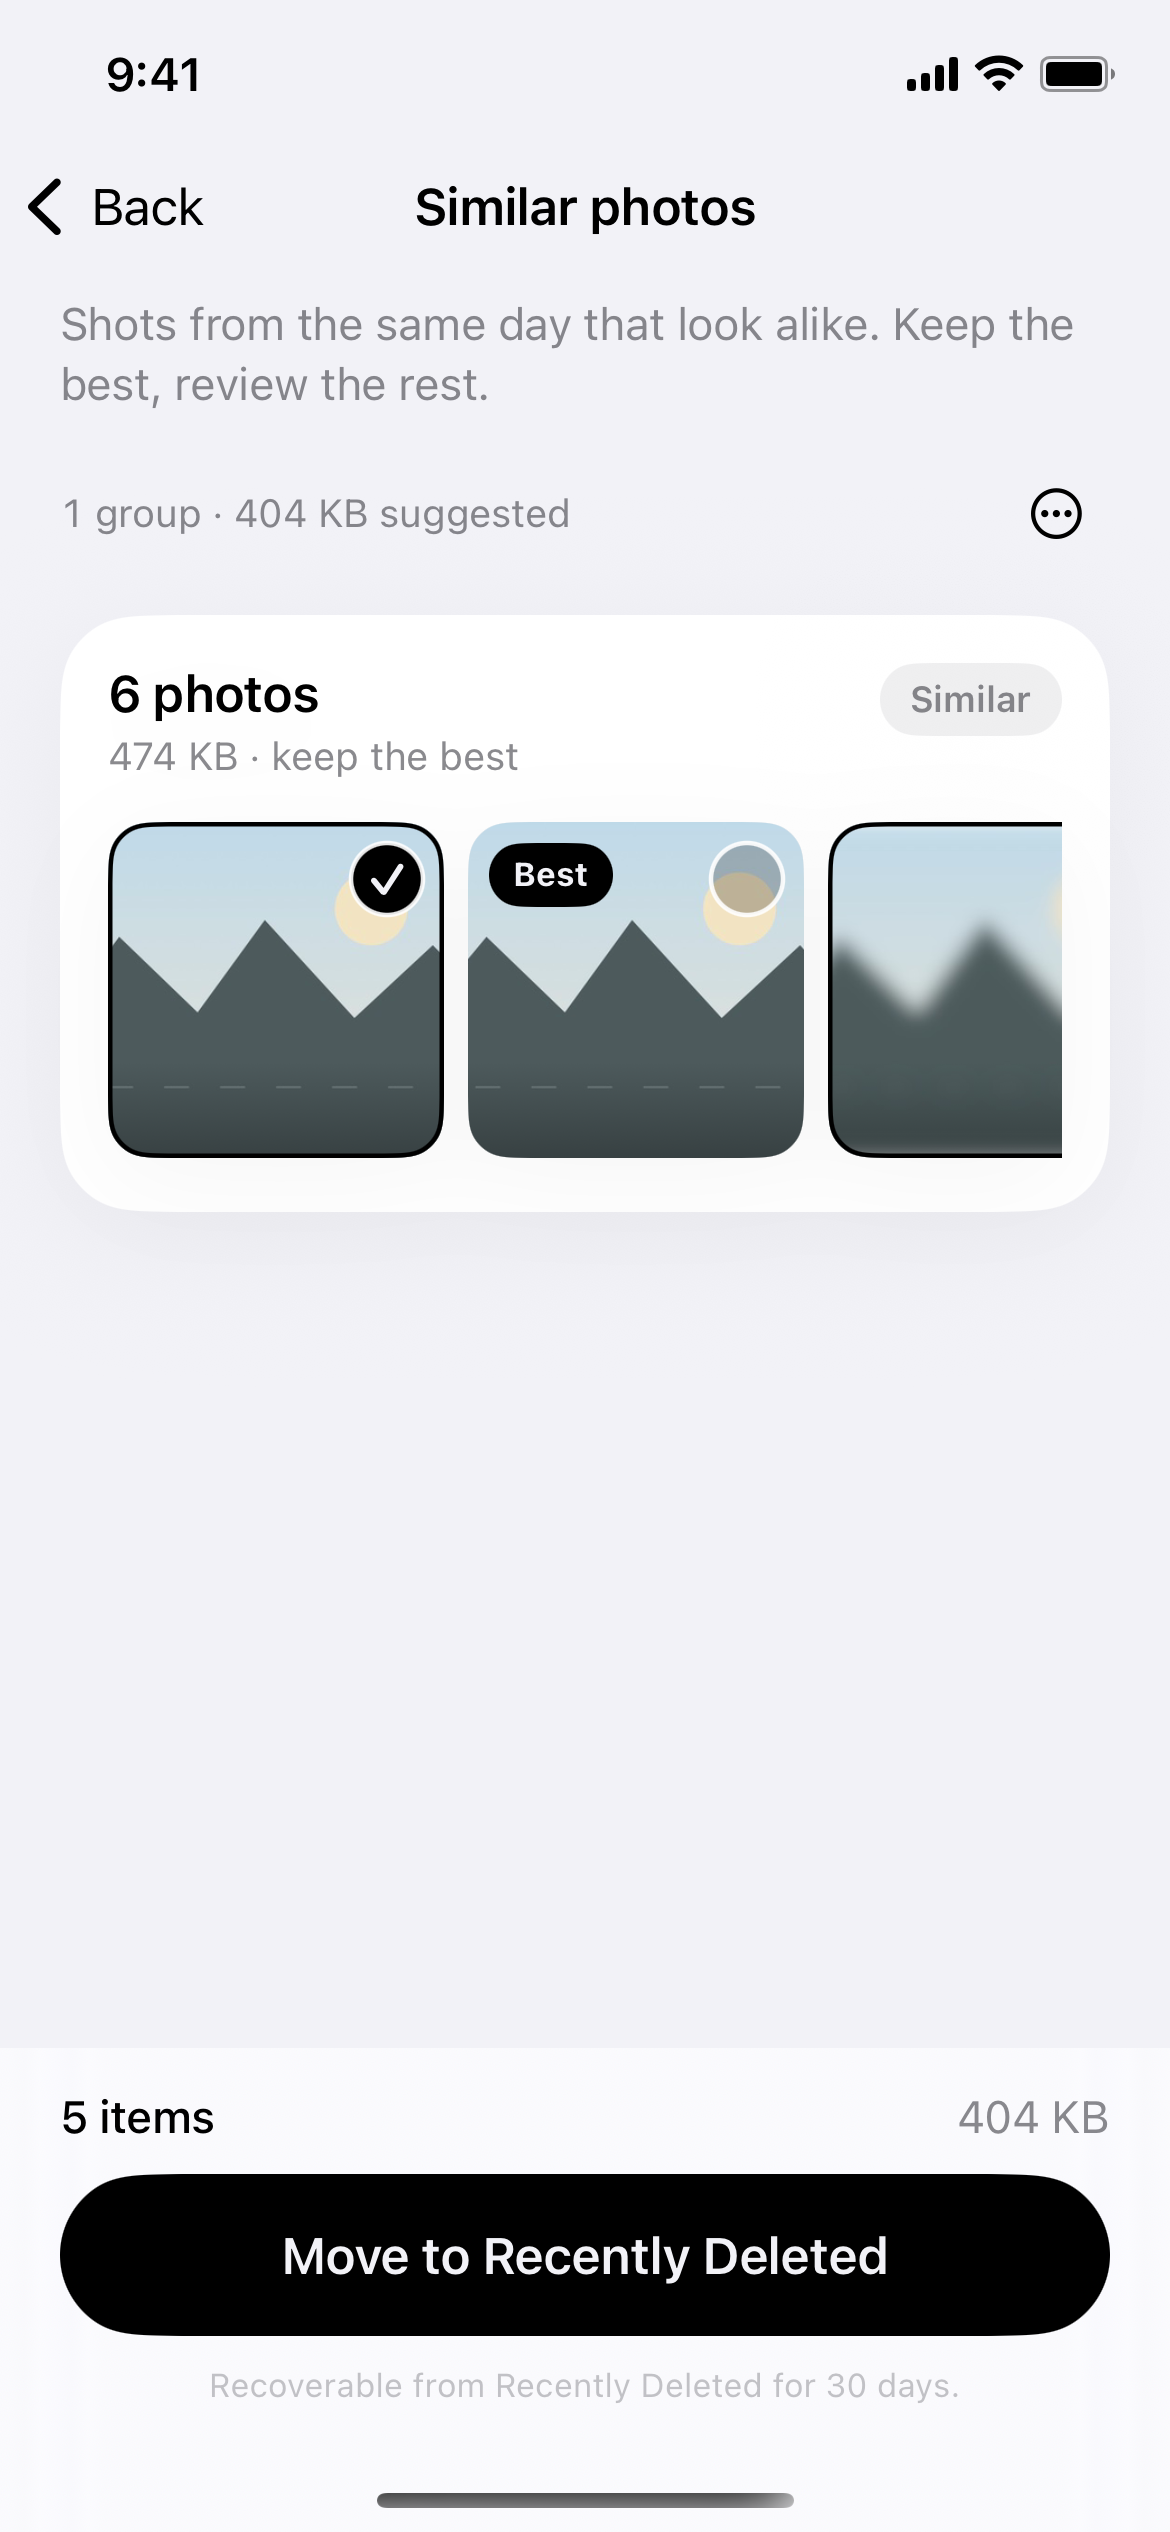 9:41
Back
Similar photos
Shots from the same day that look alike. Keep the
best, review the rest.
1 group · 404 KB suggested
6 photos
Similar
474 KB · keep the best
Best
5 items
404 KB
Move to Recently Deleted
Recoverable from Recently Deleted for 30 days.